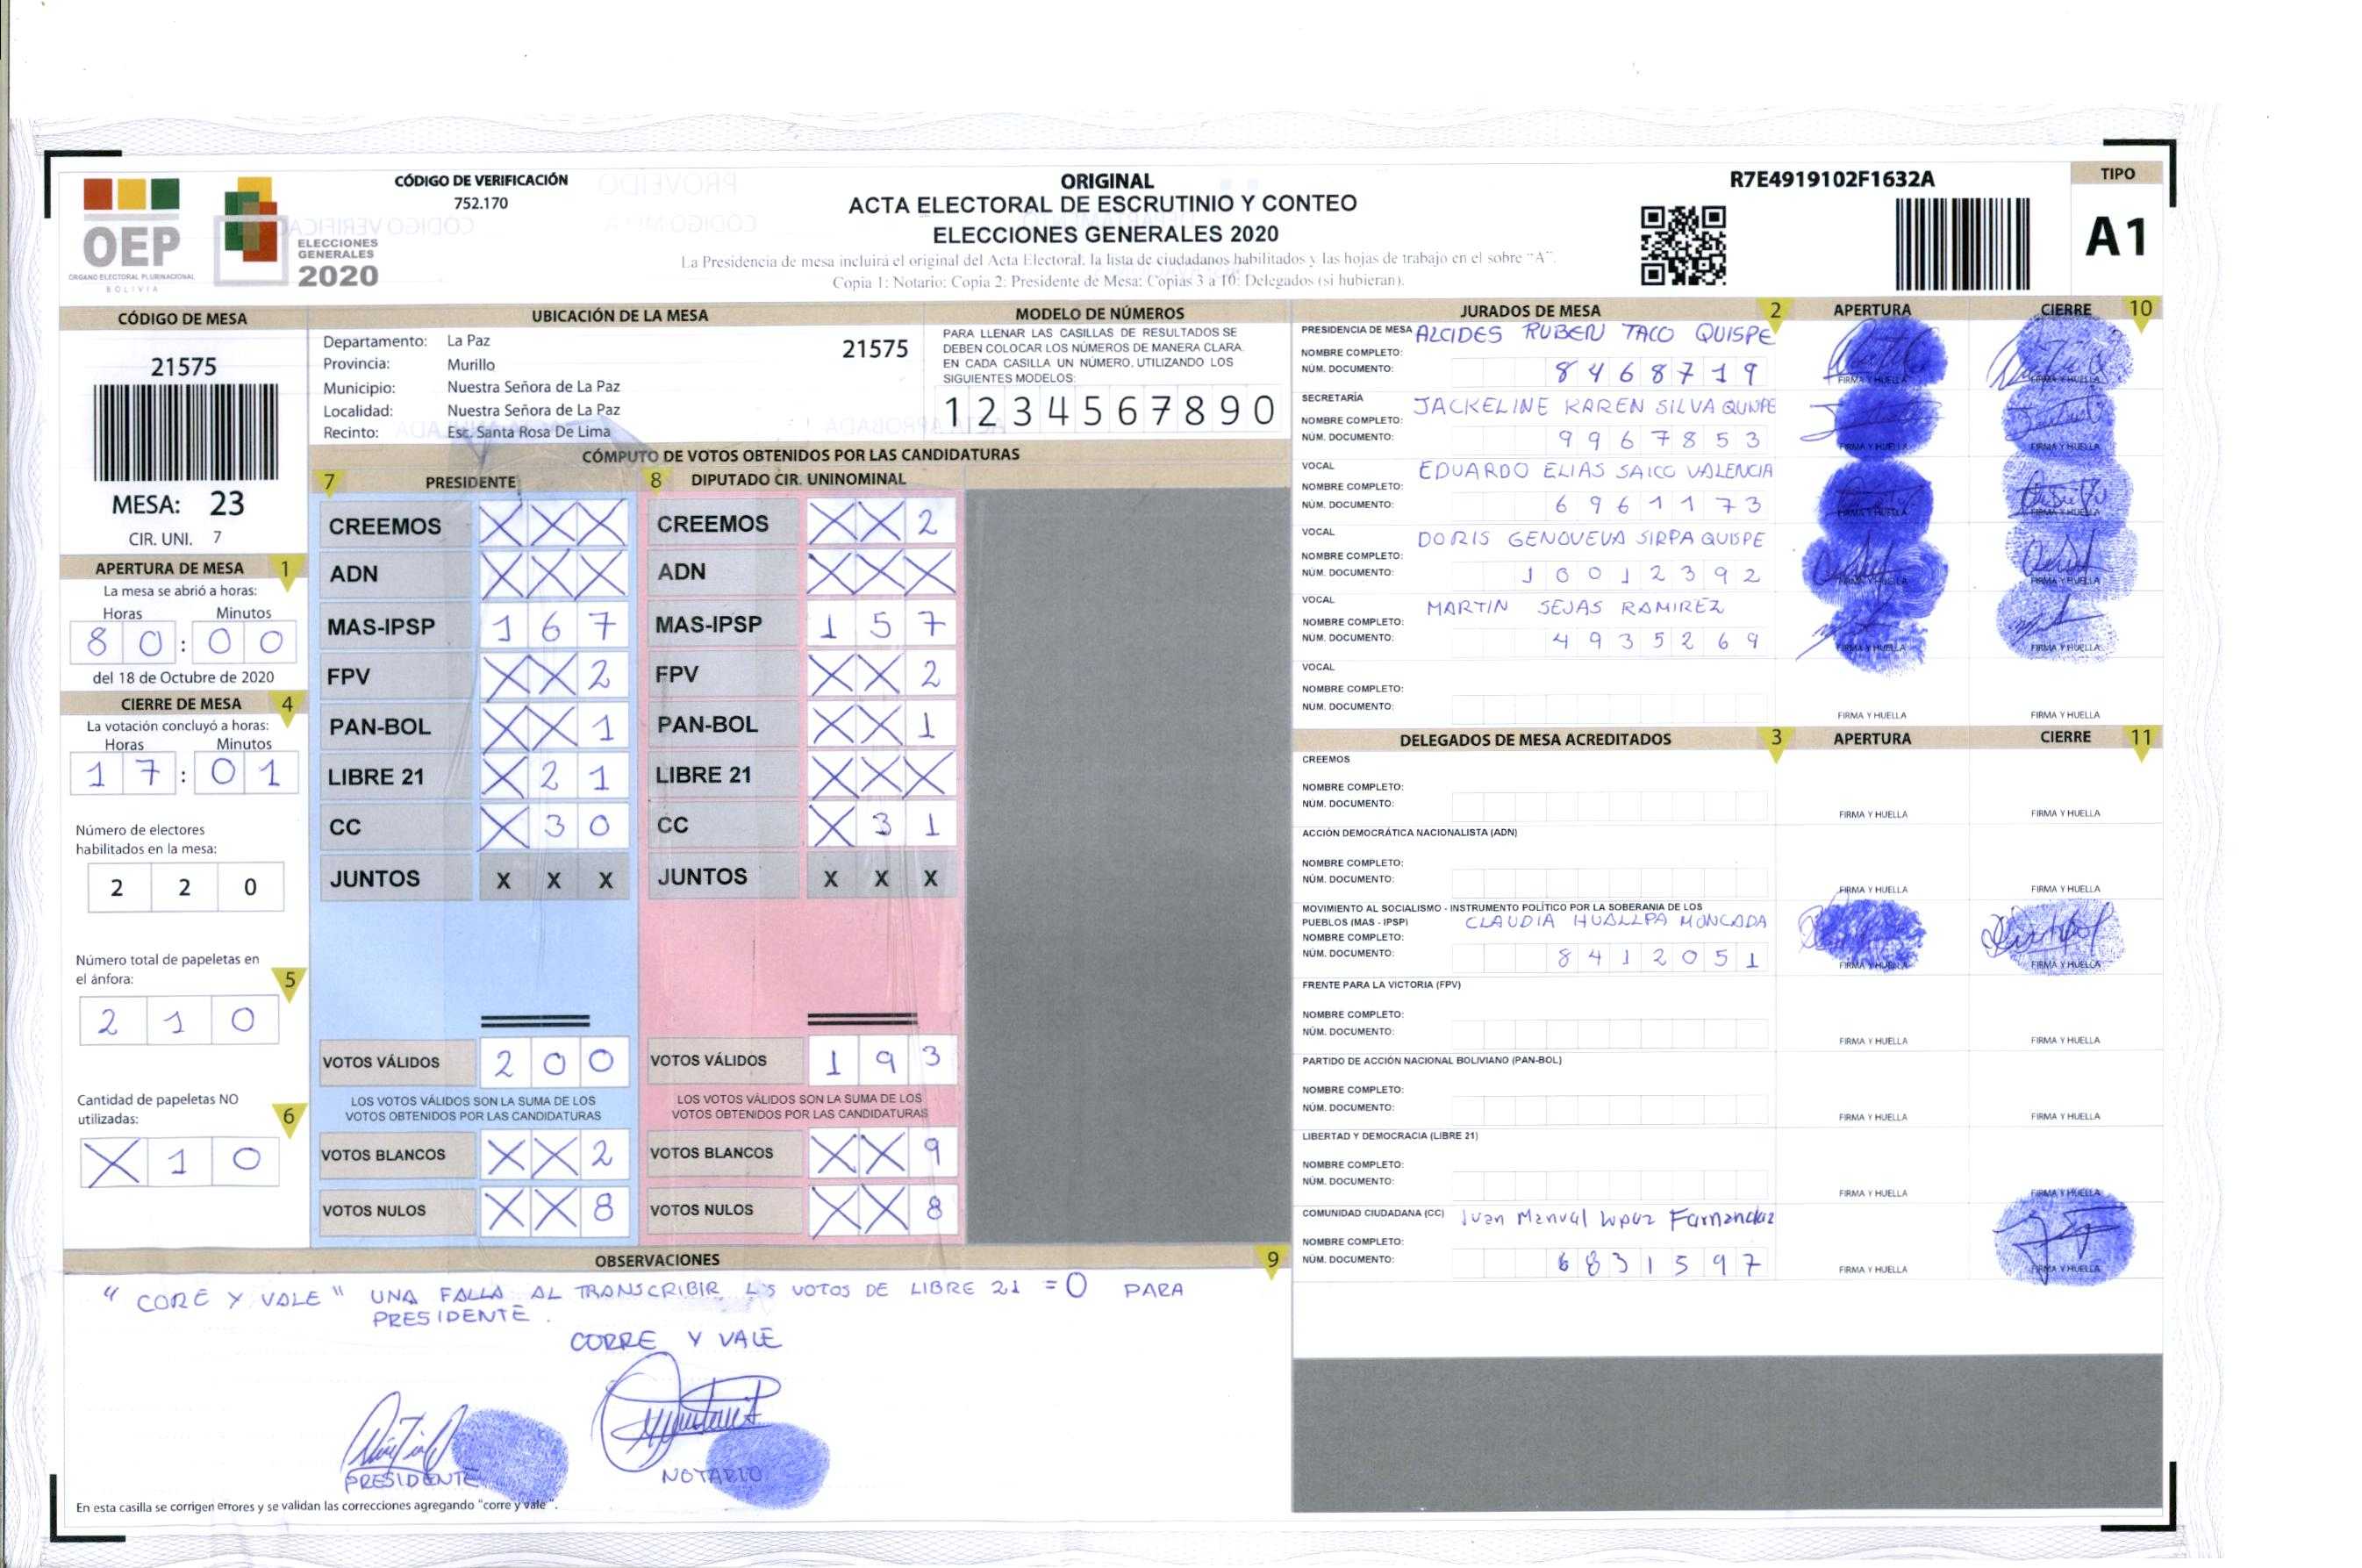 CÓDIGO DE VERIFICACIÓN
752.170
OEP
ÓRGANO ELECTORAL PLURINACIONAL
BOLIVIA
ELECCIONES
GENERALES
2020
ORIGINAL
ACTA ELECTORAL DE ESCRUTINIO Y CONTEO
ELECCIONES GENERALES 2020
La Presidencia de mesa incluirá el original del Acta Electoral, la lista de ciudadanos habilitados y las hojas de trabajo en el sobre "A".
Copia 1: Notario; Copia 2: Presidente de Mesa; Copias 3 a 10: Delegados (si hubieran).
R7E4919102F1632A
TIPO
A1
CÓDIGO DE MESA
21575
MESA: 23
CIR. UNI. 7
UBICACIÓN DE LA MESA
Departamento: La Paz
21575
Provincia: Murillo
Municipio: Nuestra Señora de La Paz
Localidad: Nuestra Señora de La Paz
Recinto: Esc. Santa Rosa De Lima
MODELO DE NÚMEROS
PARA LLENAR LAS CASILLAS DE RESULTADOS SE
DEBEN COLOCAR LOS NÚMEROS DE MANERA CLARA.
EN CADA CASILLA UN NÚMERO, UTILIZANDO LOS
SIGUIENTES MODELOS:
1 2 3 4 5 6 7 8 9 0
APERTURA DE MESA 1
La mesa se abrió a horas:
Horas Minutos
8 0 : 0 0
del 18 de Octubre de 2020
CIERRE DE MESA 4
La votación concluyó a horas:
Horas Minutos
1 7 : 0 1
Número de electores
habilitados en la mesa:
2 2 0
Número total de papeletas en
el ánfora: 5
2 1 0
Cantidad de papeletas NO
utilizadas: 6
X 1 0
CÓMPUTO DE VOTOS OBTENIDOS POR LAS CANDIDATURAS
7 PRESIDENTE
CREEMOS X X X
ADN X X X
MAS-IPSP 1 6 7
FPV X X 2
PAN-BOL X X 1
LIBRE 21 X 2 1
CC X 3 0
JUNTOS X X X
VOTOS VÁLIDOS 2 0 0
LOS VOTOS VÁLIDOS SON LA SUMA DE LOS
VOTOS OBTENIDOS POR LAS CANDIDATURAS
VOTOS BLANCOS X X 2
VOTOS NULOS X X 8
8 DIPUTADO CIR. UNINOMINAL
CREEMOS X X 2
ADN X X X
MAS-IPSP 1 5 7
FPV X X 2
PAN-BOL X X 1
LIBRE 21 X X X
CC X 3 1
JUNTOS X X X
VOTOS VÁLIDOS 1 9 3
LOS VOTOS VÁLIDOS SON LA SUMA DE LOS
VOTOS OBTENIDOS POR LAS CANDIDATURAS
VOTOS BLANCOS X X 9
VOTOS NULOS X X 8
OBSERVACIONES 9
" CORE Y VALE " UNA FALLA AL TRANSCRIBIR LOS VOTOS DE LIBRE 21 = 0 PARA
PRESIDENTE.
CORRE Y VALE
PRESIDENTE
NOTARIO
En esta casilla se corrigen errores y se validan las correcciones agregando "corre y vale".
JURADOS DE MESA 2 APERTURA CIERRE 10
PRESIDENCIA DE MESA ALCIDES RUBEN TACO QUISPE
NOMBRE COMPLETO:
NÚM. DOCUMENTO: 8 4 6 8 7 1 9
FIRMA Y HUELLA FIRMA Y HUELLA
SECRETARÍA JACKELINE KAREN SILVA QUISPE
NOMBRE COMPLETO:
NÚM. DOCUMENTO: 9 9 6 7 8 5 3
FIRMA Y HUELLA FIRMA Y HUELLA
VOCAL EDUARDO ELIAS SAICO VALENCIA
NOMBRE COMPLETO:
NÚM. DOCUMENTO: 6 9 6 1 1 7 3
FIRMA Y HUELLA FIRMA Y HUELLA
VOCAL DORIS GENOVEVA SIRPA QUISPE
NOMBRE COMPLETO:
NÚM. DOCUMENTO: 1 0 0 1 2 3 9 2
FIRMA Y HUELLA FIRMA Y HUELLA
VOCAL MARTIN SEJAS RAMIREZ
NOMBRE COMPLETO:
NÚM. DOCUMENTO: 4 9 3 5 2 6 9
FIRMA Y HUELLA FIRMA Y HUELLA
VOCAL
NOMBRE COMPLETO:
NÚM. DOCUMENTO:
FIRMA Y HUELLA FIRMA Y HUELLA
DELEGADOS DE MESA ACREDITADOS 3 APERTURA CIERRE 11
CREEMOS
NOMBRE COMPLETO:
NÚM. DOCUMENTO:
FIRMA Y HUELLA FIRMA Y HUELLA
ACCIÓN DEMOCRÁTICA NACIONALISTA (ADN)
NOMBRE COMPLETO:
NÚM. DOCUMENTO:
FIRMA Y HUELLA FIRMA Y HUELLA
MOVIMIENTO AL SOCIALISMO - INSTRUMENTO POLÍTICO POR LA SOBERANIA DE LOS
PUEBLOS (MAS - IPSP) CLAUDIA HUALLPA MONCADA
NOMBRE COMPLETO:
NÚM. DOCUMENTO: 8 4 1 2 0 5 1
FIRMA Y HUELLA FIRMA Y HUELLA
FRENTE PARA LA VICTORIA (FPV)
NOMBRE COMPLETO:
NÚM. DOCUMENTO:
FIRMA Y HUELLA FIRMA Y HUELLA
PARTIDO DE ACCIÓN NACIONAL BOLIVIANO (PAN-BOL)
NOMBRE COMPLETO:
NÚM. DOCUMENTO:
FIRMA Y HUELLA FIRMA Y HUELLA
LIBERTAD Y DEMOCRACIA (LIBRE 21)
NOMBRE COMPLETO:
NÚM. DOCUMENTO:
FIRMA Y HUELLA FIRMA Y HUELLA
COMUNIDAD CIUDADANA (CC) Juan Manuel Lopez Fernandez
NOMBRE COMPLETO:
NÚM. DOCUMENTO: 6 8 3 1 5 9 7
FIRMA Y HUELLA FIRMA Y HUELLA